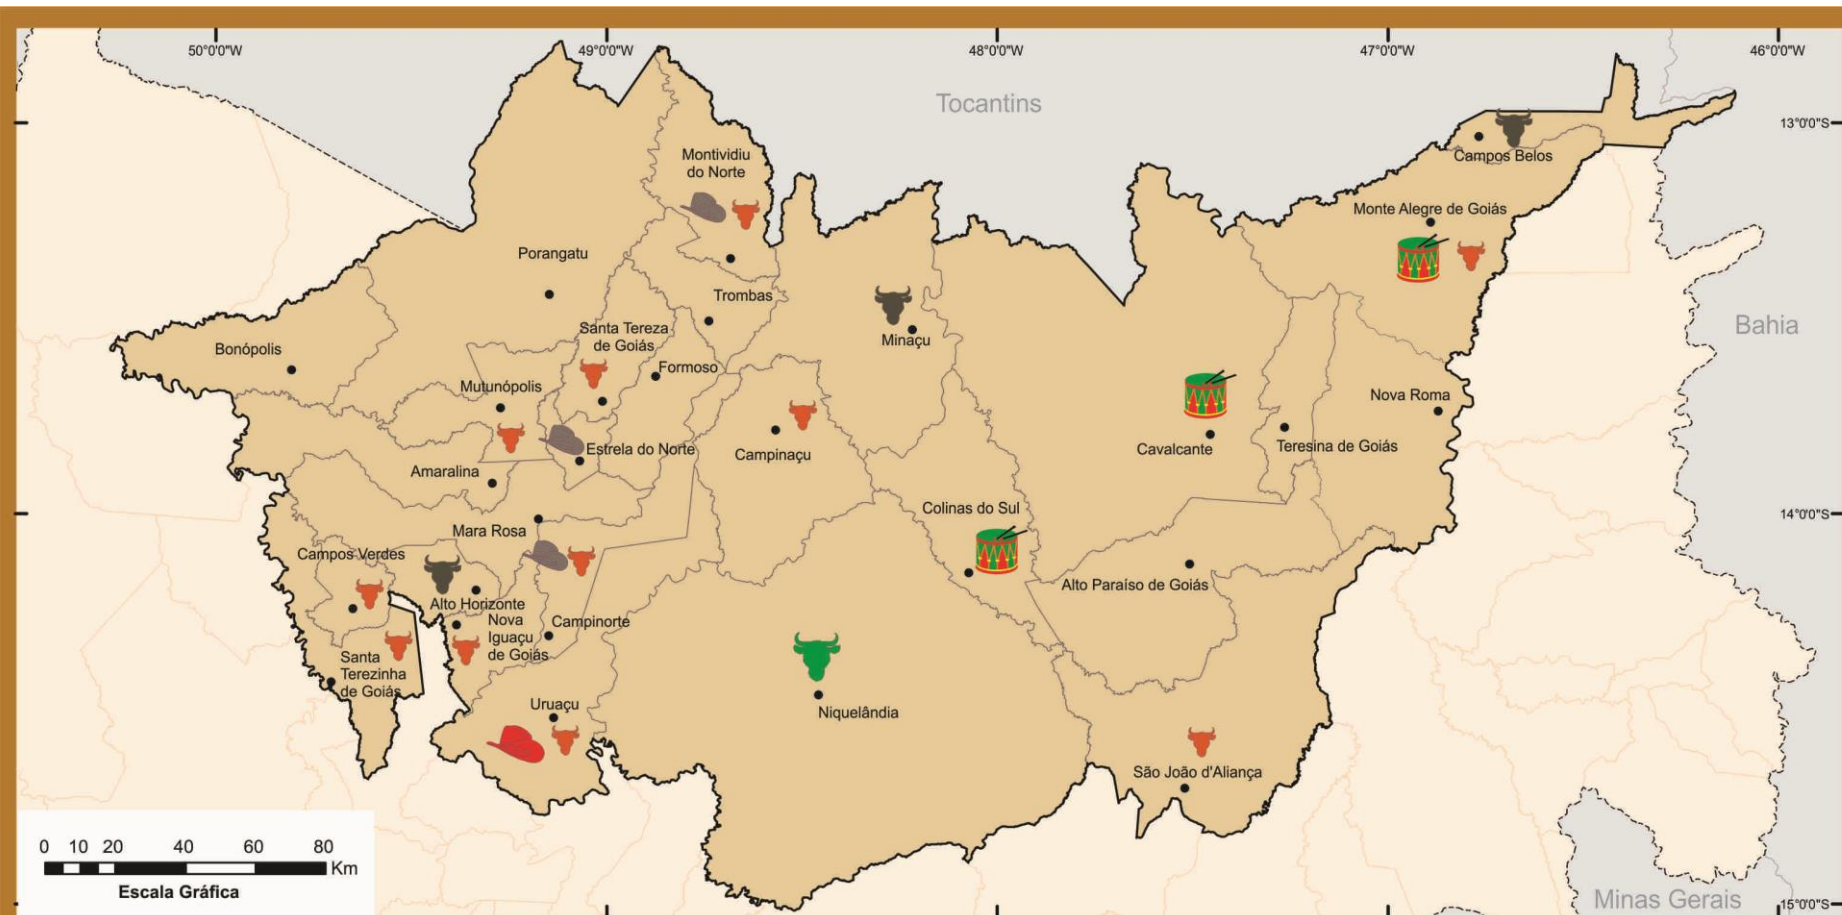 50°0'0"W
49°0'0"W
48°0'0"W
47°0'0"W
46°0'0"W
Tocantins
13°0'0"S
Campos Belos
Montividiu
do Norte
Monte Alegre de Goiás
Porangatu
Trombas
Bahia
Santa Tereza
de Goiás
Minaçu
Bonópolis
Formoso
Mutunópolis
Nova Roma
Estrela do Norte
Campinaçu
Cavalcante
Teresina de Goiás
Amaralina
Colinas do Sul
14°0'0"S
Mara Rosa
Campos Verdes
Alto Paraíso de Goiás
Alto Horizonte
Nova
Iguaçu
de Goiás
Campinorte
Santa
Terezinha
de Goiás
Uruaçu
Niquelândia
São João d'Aliança
0 10 20 40 60 80
Km
Escala Gráfica
Minas Gerais
15°0'0"S